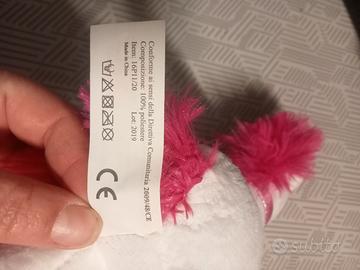 Conforme ai sensi della Direttiva Comunitaria 2009/48/CE
Composizione: 100% poliestere
Item: 16P11/20 Lot: 2019
Made in China
CE
subito